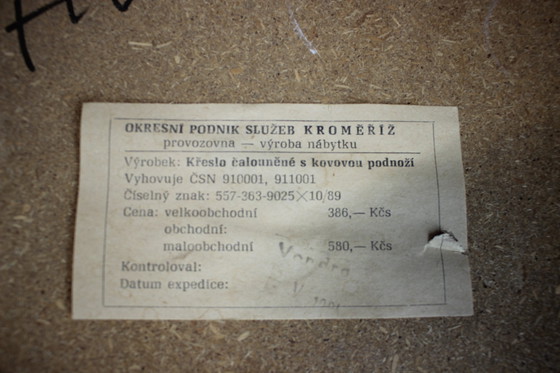 OKRESNÍ PODNIK SLUŽEB KROMĚŘÍŽ
provozovna — výroba nábytku
Výrobek: Křeslo čalouněné s kovovou podnoží
Vyhovuje ČSN 910001, 911001
Číselný znak: 557-363-9025×10/89
Cena: velkoobchodní 386,— Kčs
obchodní:
maloobchodní 580,— Kčs
Kontroloval:
Datum expedice: